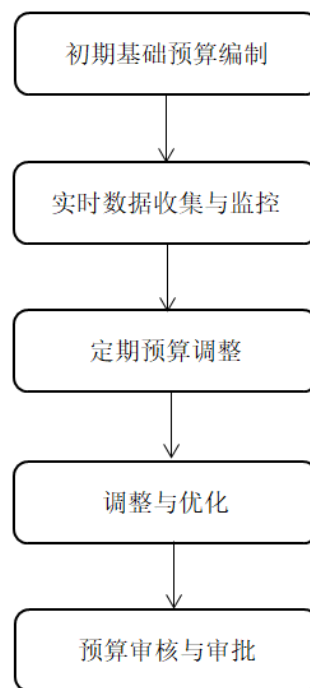 初期基础预算编制
实时数据收集与监控
定期预算调整
调整与优化
预算审核与审批